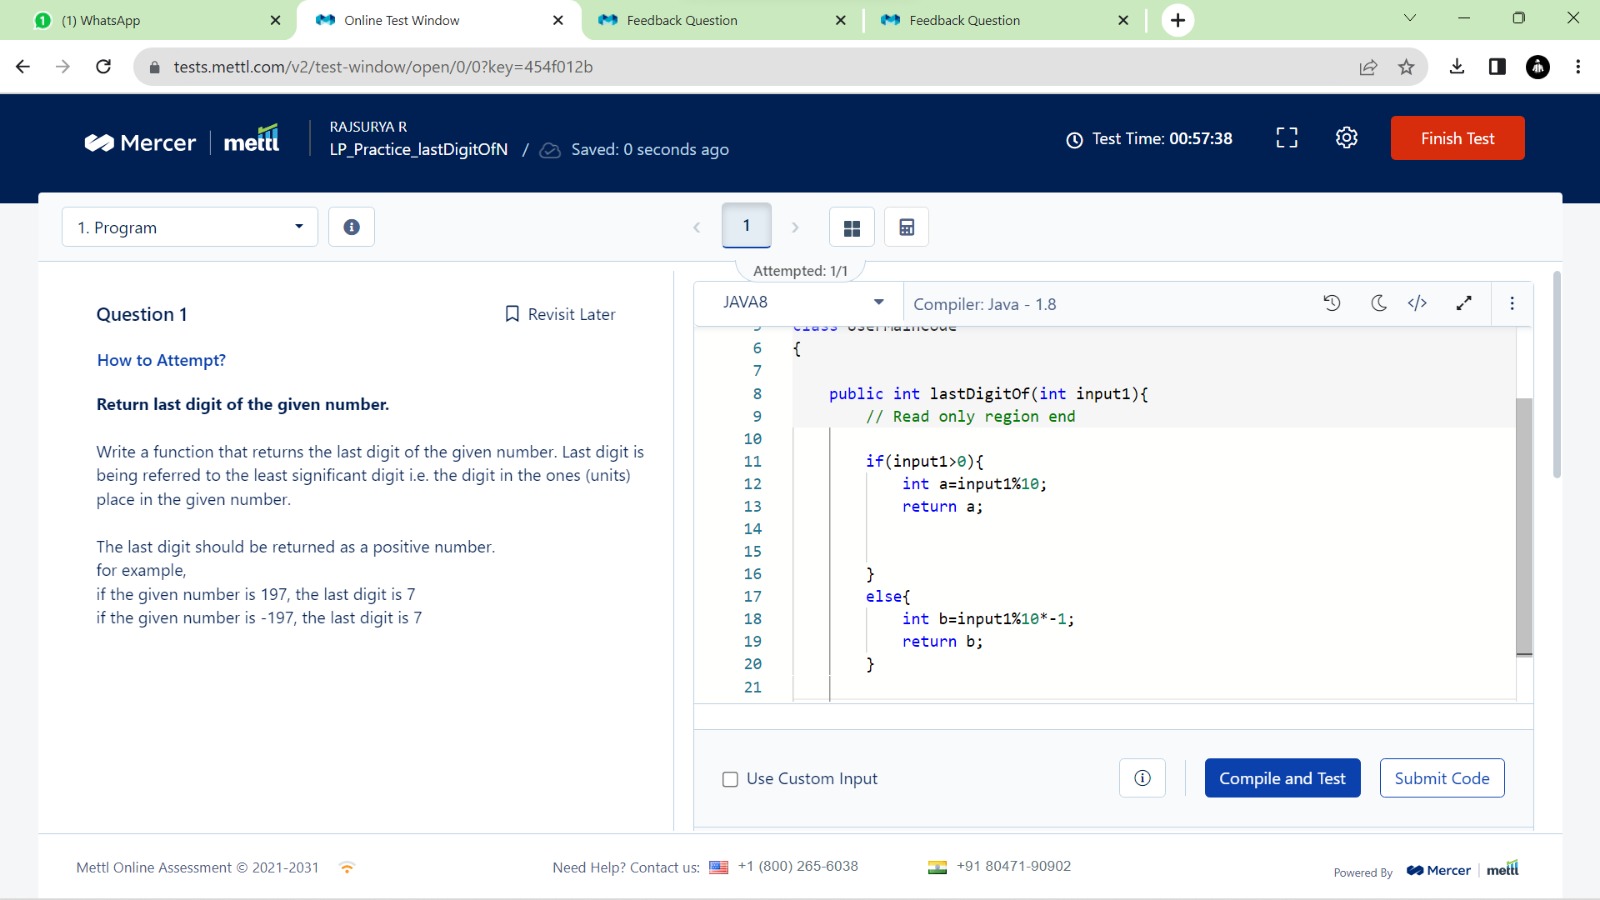 (1) WhatsApp
Online Test Window
Feedback Question
Feedback Question
tests.mettl.com/v2/test-window/open/0/0?key=454f012b
Mercer
mettl
RAJSURYA R
LP_Practice_lastDigitOfN / Saved: 0 seconds ago
Test Time: 00:57:38
Finish Test
1. Program
1
Attempted: 1/1
Question 1
Revisit Later
How to Attempt?
Return last digit of the given number.
Write a function that returns the last digit of the given number. Last digit is
being referred to the least significant digit i.e. the digit in the ones (units)
place in the given number.
The last digit should be returned as a positive number.
for example,
if the given number is 197, the last digit is 7
if the given number is -197, the last digit is 7
JAVA8
Compiler: Java - 1.8
5 class UserMainCode
6 {
7
8 public int lastDigitOf(int input1){
9 // Read only region end
10
11 if(input1>0){
12 int a=input1%10;
13 return a;
14
15
16 }
17 else{
18 int b=input1%10*-1;
19 return b;
20 }
21
Use Custom Input
Compile and Test
Submit Code
Mettl Online Assessment © 2021-2031
Need Help? Contact us: +1 (800) 265-6038
+91 80471-90902
Powered By Mercer mettl